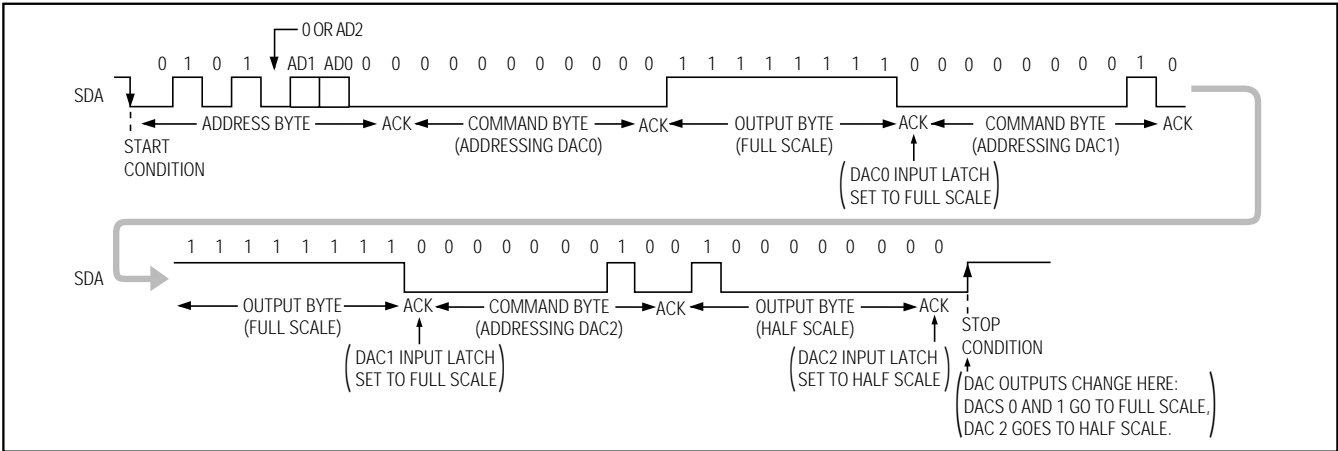 0 OR AD2
0 1 0 1 AD1 AD0 0 0 0 0 0 0 0 0 0 0 0 1 1 1 1 1 1 1 1 0 0 0 0 0 0 0 0 1 0
SDA
ADDRESS BYTE ACK COMMAND BYTE ACK OUTPUT BYTE ACK COMMAND BYTE ACK
(ADDRESSING DAC0) (FULL SCALE) (ADDRESSING DAC1)
START
CONDITION
(DAC0 INPUT LATCH
SET TO FULL SCALE)
1 1 1 1 1 1 1 1 0 0 0 0 0 0 0 1 0 0 1 0 0 0 0 0 0 0 0
SDA
OUTPUT BYTE ACK COMMAND BYTE ACK OUTPUT BYTE ACK
(FULL SCALE) (ADDRESSING DAC2) (HALF SCALE)
STOP
CONDITION
(DAC1 INPUT LATCH
SET TO FULL SCALE)
(DAC2 INPUT LATCH
SET TO HALF SCALE)
(DAC OUTPUTS CHANGE HERE:
DACS 0 AND 1 GO TO FULL SCALE,
DAC 2 GOES TO HALF SCALE.)